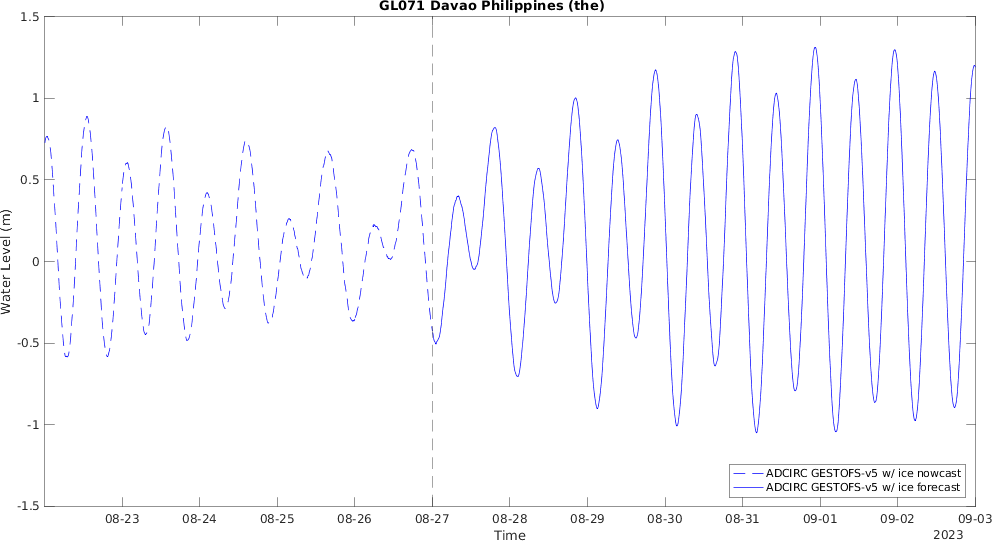 GL071 Davao Philippines (the)
1.5
1
0.5
0
-0.5
-1
-1.5
Water Level (m)
ADCIRC GESTOFS-v5 w/ ice nowcast
ADCIRC GESTOFS-v5 w/ ice forecast
08-23 08-24 08-25 08-26 08-27 08-28 08-29 08-30 08-31 09-01 09-02 09-03
Time
2023